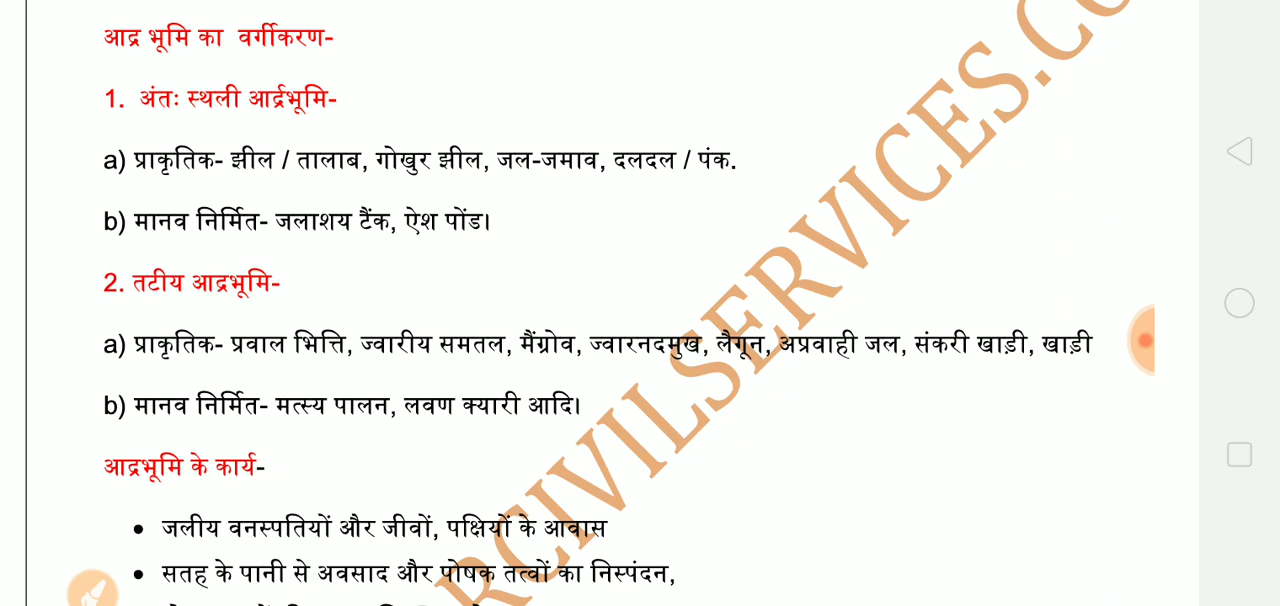 आद्र भूमि का वर्गीकरण-
1. अंतः स्थली आर्द्रभूमि-
a) प्राकृतिक- झील / तालाब, गोखुर झील, जल-जमाव, दलदल / पंक.
b) मानव निर्मित- जलाशय टैंक, ऐश पोंड।
2. तटीय आद्रभूमि-
a) प्राकृतिक- प्रवाल भित्ति, ज्वारीय समतल, मैंग्रोव, ज्वारनदमुख, लैगून, अप्रवाही जल, संकरी खाड़ी, खाड़ी
b) मानव निर्मित- मत्स्य पालन, लवण क्यारी आदि।
आद्रभूमि के कार्य-
• जलीय वनस्पतियों और जीवों, पक्षियों के आवास
• सतह के पानी से अवसाद और पोषक तत्वों का निस्पंदन,
RCIVILSERVICES.CO